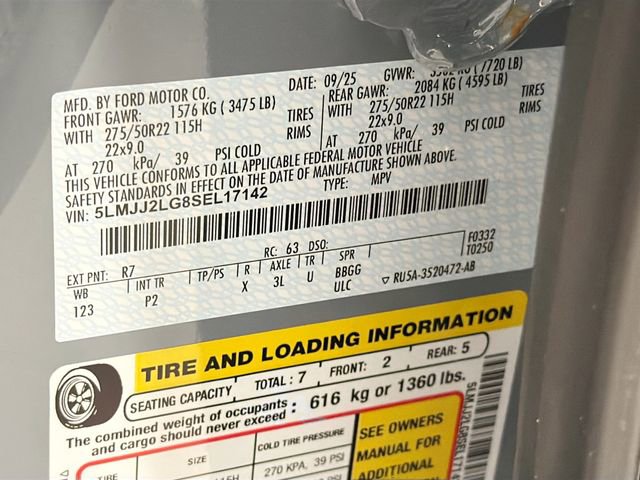 MFD. BY FORD MOTOR CO.
DATE: 09/25 GVWR: KG ( 7720 LB)
FRONT GAWR: 1576 KG ( 3475 LB)
REAR GAWR: 2084 KG ( 4595 LB)
WITH 275/50R22 115H TIRES
275/50R22 115H TIRES
22x9.0 RIMS
WITH 22x9.0 RIMS
AT 270 kPa/ 39 PSI COLD
AT 270 kPa/ 39 PSI COLD
THIS VEHICLE CONFORMS TO ALL APPLICABLE FEDERAL MOTOR VEHICLE
SAFETY STANDARDS IN EFFECT ON THE DATE OF MANUFACTURE SHOWN ABOVE.
VIN: 5LMJJ2LG8SEL17142
TYPE: MPV
F0332
T0250
EXT PNT: R7 RC: 63 DSO:
WB INT TR TP/PS R AXLE TR SPR
123 P2 X 3L U BBGG
ULC ▽ RU5A-3520472-AB
TIRE AND LOADING INFORMATION
SEATING CAPACITY TOTAL : 7 FRONT: 2 REAR: 5
The combined weight of occupants and cargo should never exceed : 616 kg or 1360 lbs.
TIRE SIZE COLD TIRE PRESSURE
270 KPA, 39 PSI
SEE OWNERS
MANUAL FOR
ADDITIONAL